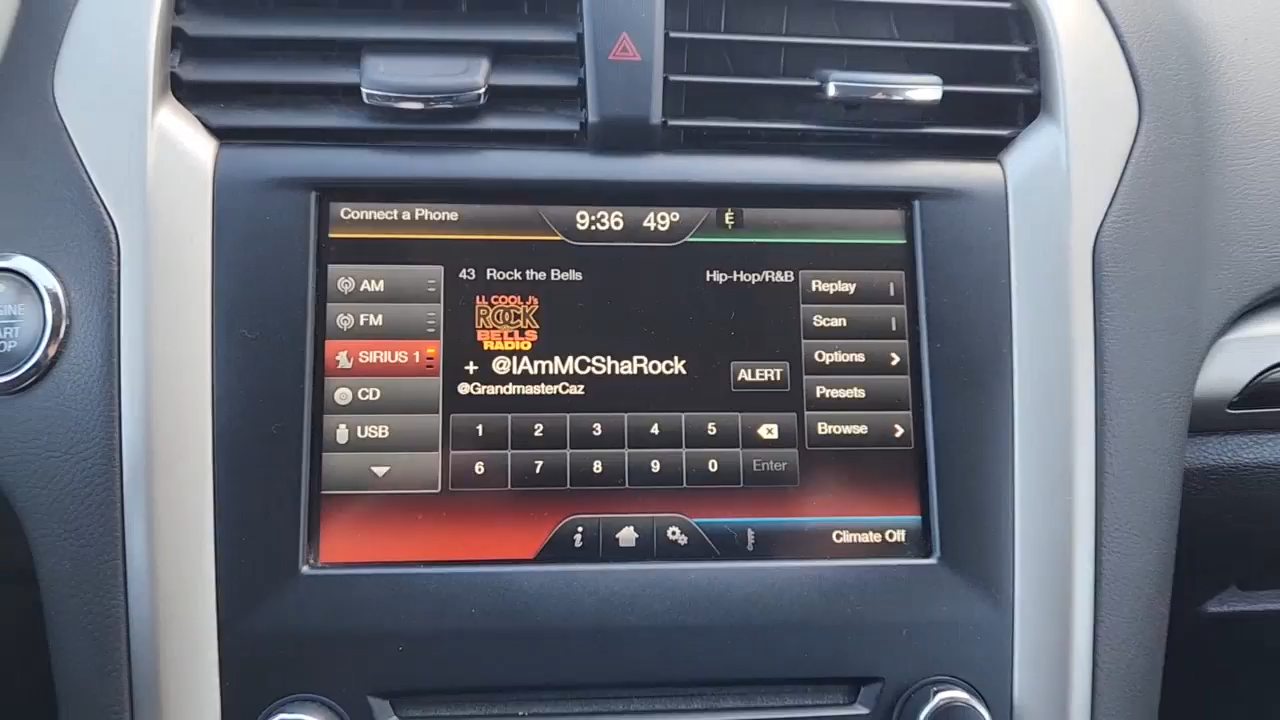 Connect a Phone
9:36 49°
E
43 Rock the Bells
Hip-Hop/R&B
LL COOL J's
ROCK
BELLS
RADIO
+ @IAmMCShaRock
@GrandmasterCaz
ALERT
AM
FM
SIRIUS 1
CD
USB
1 2 3 4 5
6 7 8 9 0 Enter
Replay
Scan
Options
Presets
Browse
i
Climate Off